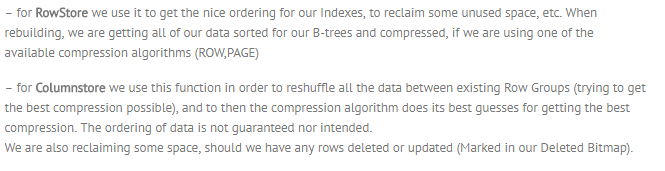 – for RowStore we use it to get the nice ordering for our Indexes, to reclaim some unused space, etc. When
rebuilding, we are getting all of our data sorted for our B-trees and compressed, if we are using one of the
available compression algorithms (ROW,PAGE)
– for Columnstore we use this function in order to reshuffle all the data between existing Row Groups (trying to get
the best compression possible), and to then the compression algorithm does its best guesses for getting the best
compression. The ordering of data is not guaranteed nor intended.
We are also reclaiming some space, should we have any rows deleted or updated (Marked in our Deleted Bitmap).